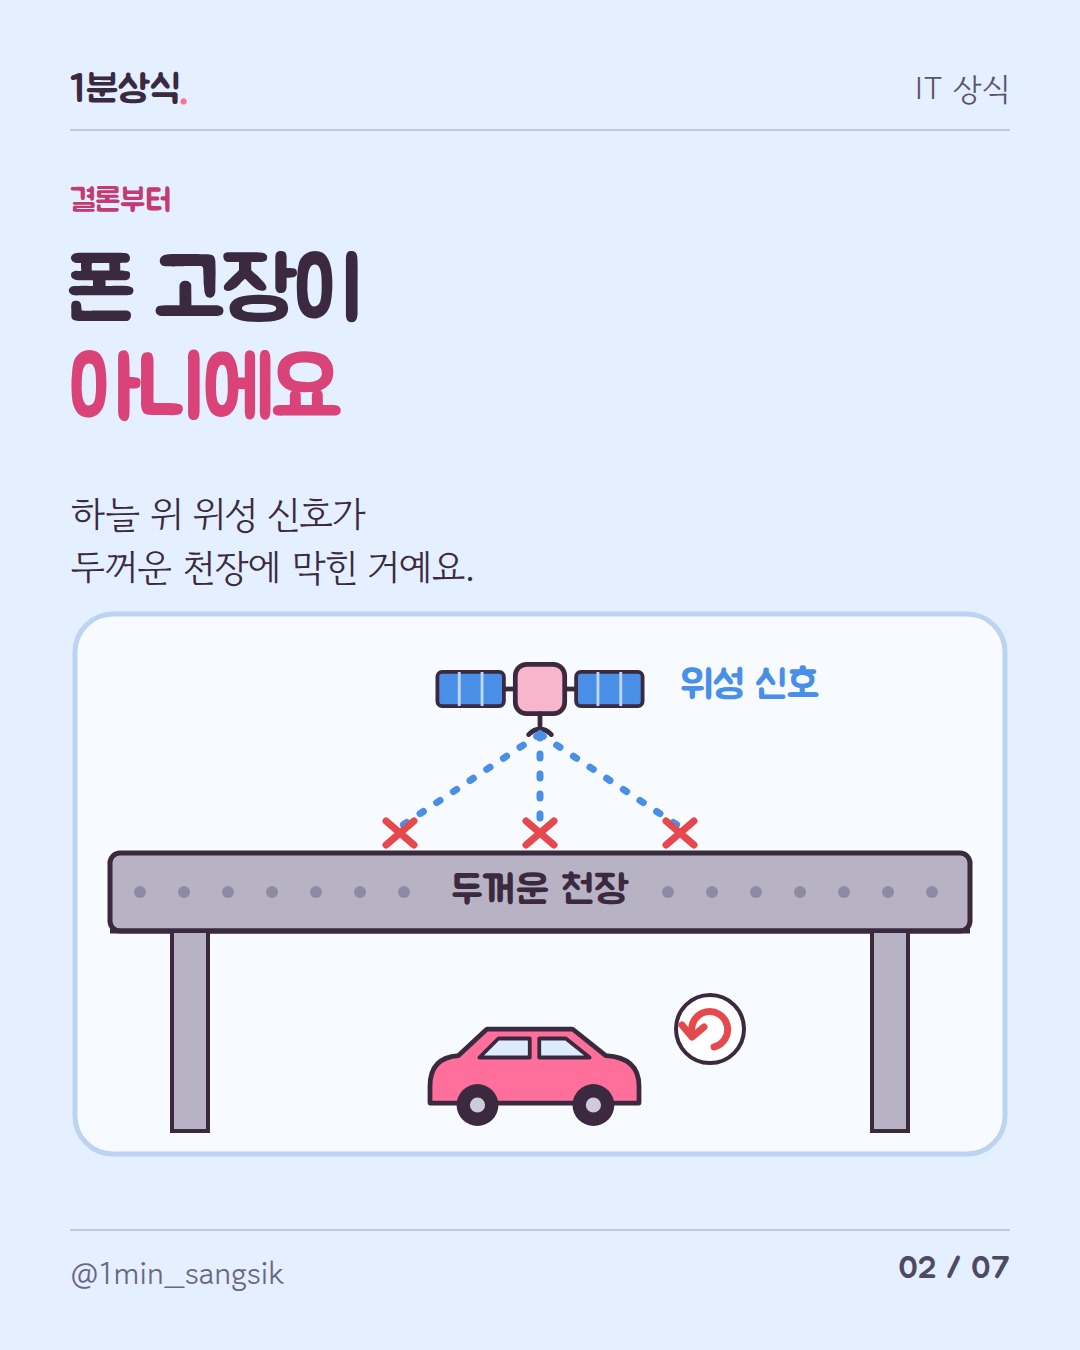 1분상식.
IT 상식
결론부터
폰 고장이
아니에요
하늘 위 위성 신호가
두꺼운 천장에 막힌 거예요.
위성 신호
두꺼운 천장
@1min_sangsik
02 / 07